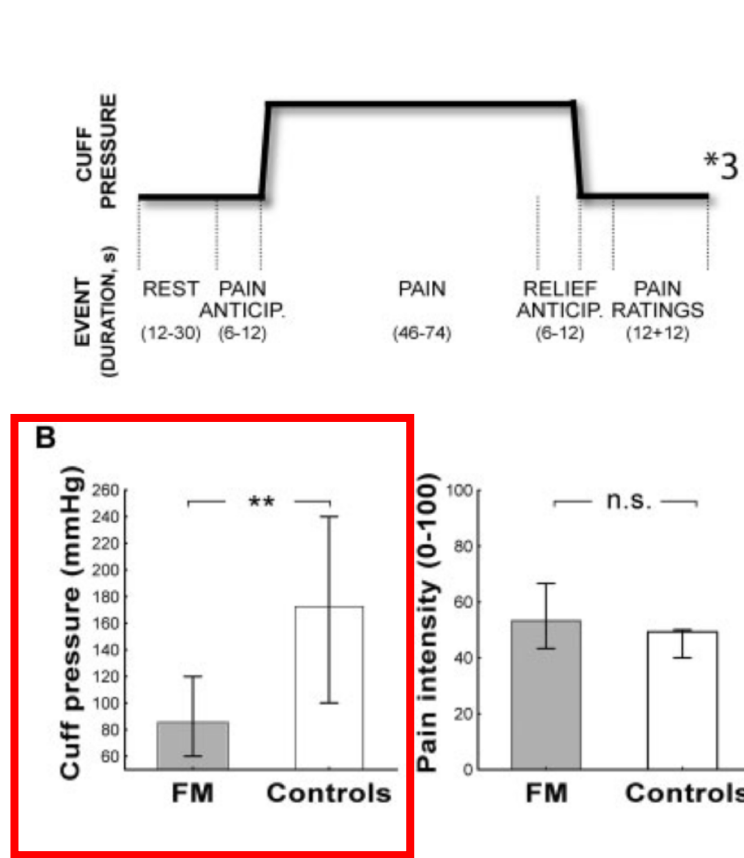 CUFF
PRESSURE
*3
EVENT
(DURATION, s)
REST
(12-30)
PAIN
ANTICIP.
(6-12)
PAIN
(46-74)
RELIEF
ANTICIP.
(6-12)
PAIN
RATINGS
(12+12)
B
Cuff pressure (mmHg)
260
240
220
200
180
160
140
120
100
80
60
**
FM
Controls
Pain intensity (0-100)
100
80
60
40
20
0
n.s.
FM
Controls